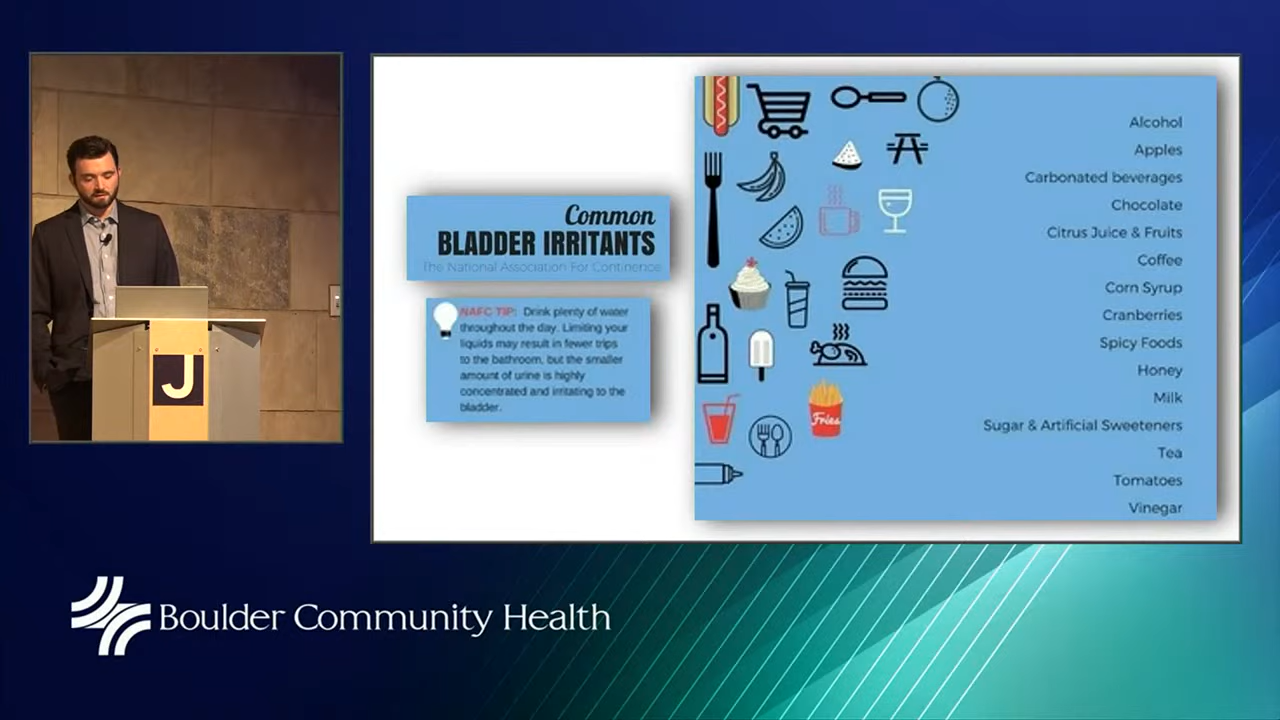 J
Common
BLADDER IRRITANTS
The National Association For Continence
NAFC TIP: Drink plenty of water
throughout the day. Limiting your
liquids may result in fewer trips
to the bathroom, but the smaller
amount of urine is highly
concentrated and irritating to the
bladder.
Fries
Alcohol
Apples
Carbonated beverages
Chocolate
Citrus Juice & Fruits
Coffee
Corn Syrup
Cranberries
Spicy Foods
Honey
Milk
Sugar & Artificial Sweeteners
Tea
Tomatoes
Vinegar
Boulder Community Health